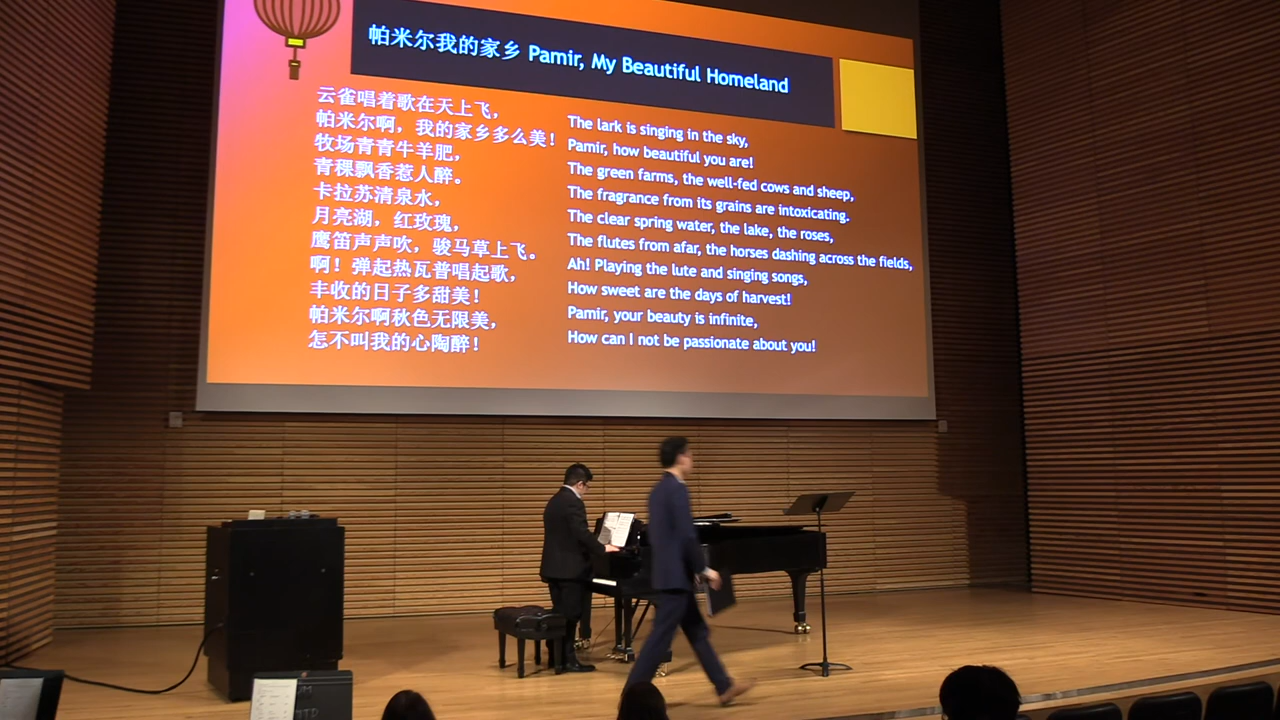 帕米尔我的家乡 Pamir, My Beautiful Homeland
云雀唱着歌在天上飞，
帕米尔啊，我的家乡多么美！
牧场青青牛羊肥，
青稞飘香惹人醉。
卡拉苏清泉水，
月亮湖，红玫瑰，
鹰笛声声吹，骏马草上飞。
啊！弹起热瓦普唱起歌，
丰收的日子多甜美！
帕米尔啊秋色无限美，
怎不叫我的心陶醉！
The lark is singing in the sky,
Pamir, how beautiful you are!
The green farms, the well-fed cows and sheep,
The fragrance from its grains are intoxicating.
The clear spring water, the lake, the roses,
The flutes from afar, the horses dashing across the fields,
Ah! Playing the lute and singing songs,
How sweet are the days of harvest!
Pamir, your beauty is infinite,
How can I not be passionate about you!